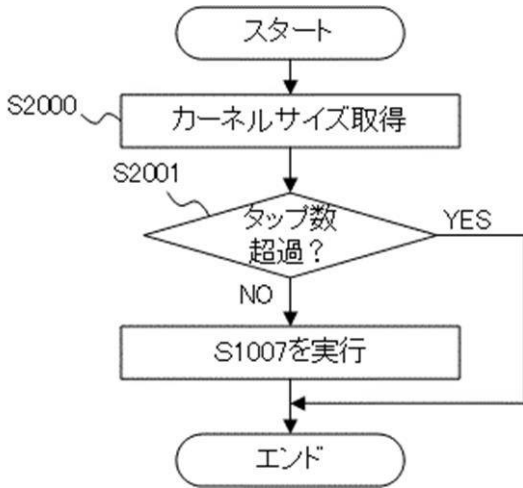 スタート
S2000
カーネルサイズ取得
S2001
タップ数
超過？
YES
NO
S1007を実行
エンド